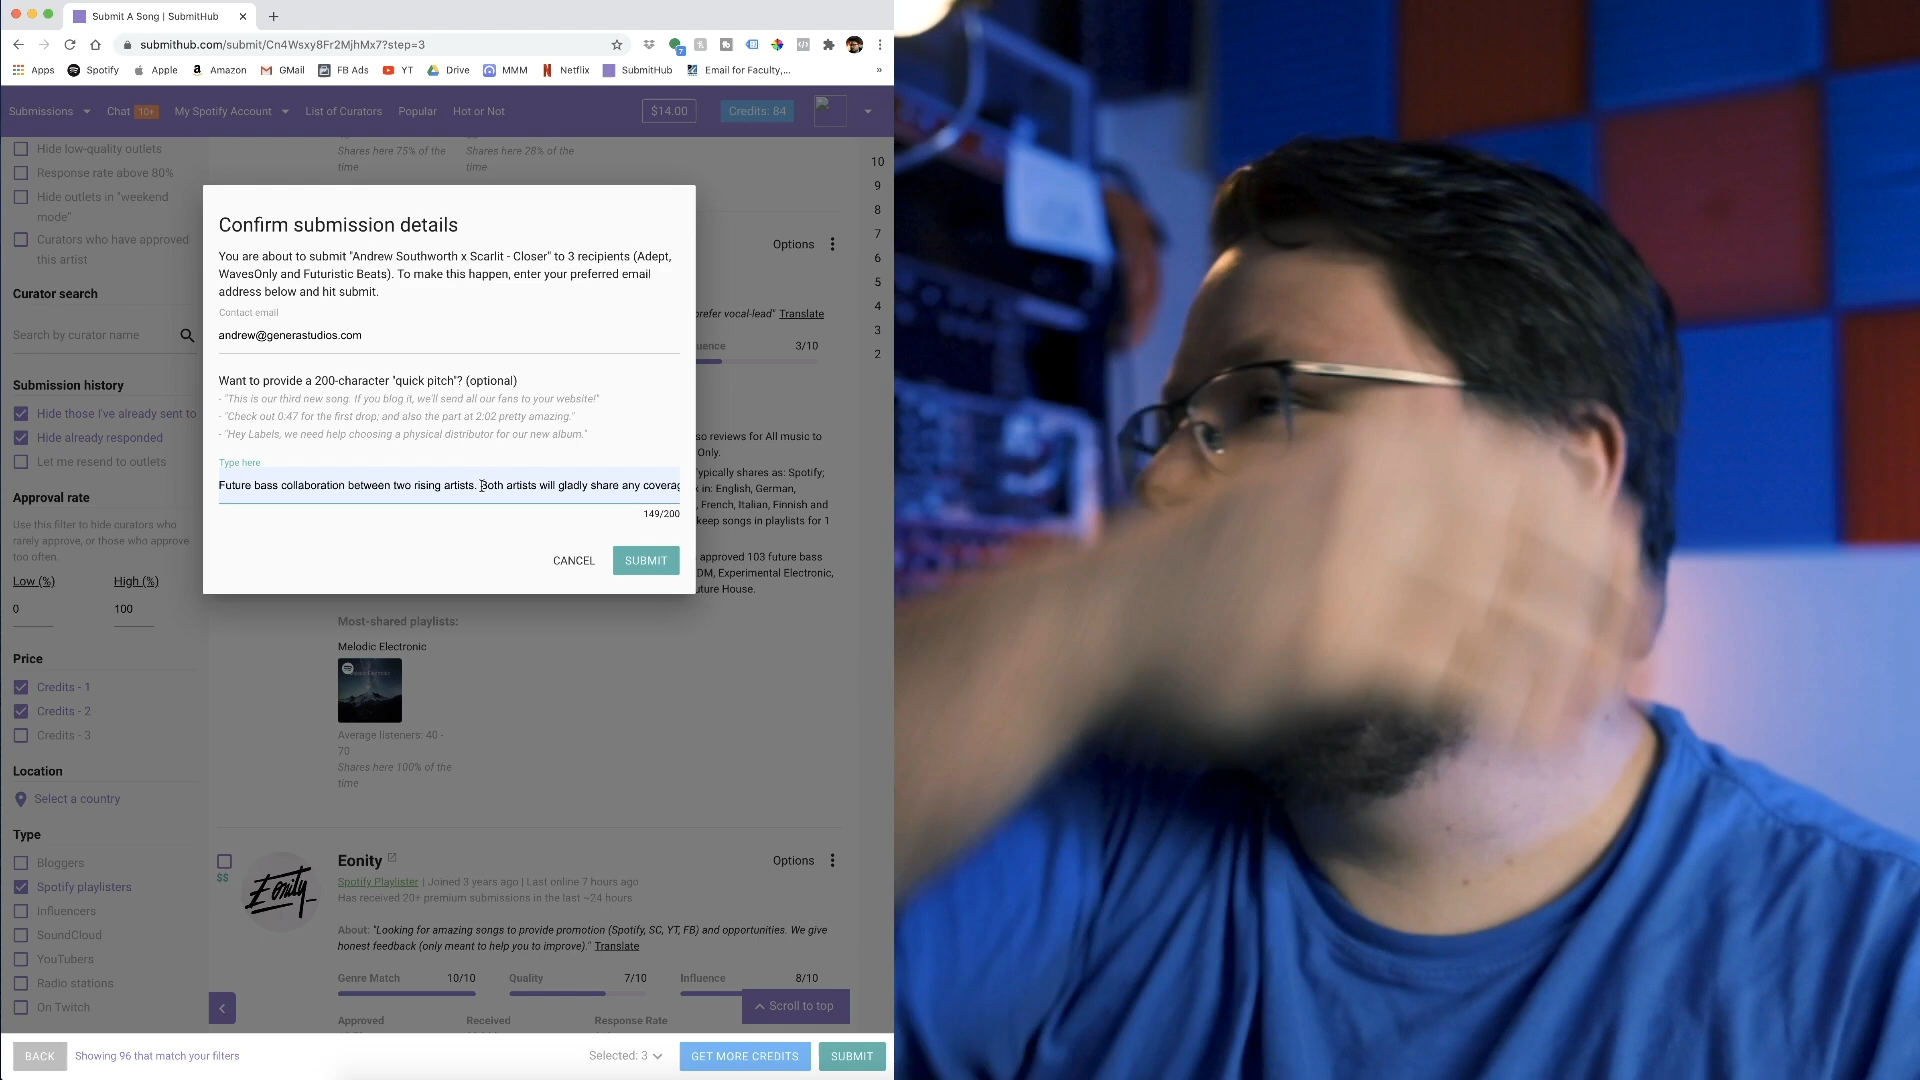 Submit A Song | SubmitHub
submithub.com/submit/Cn4Wsxy8Fr2MjhMx7?step=3
7
Apps Spotify Apple Amazon GMail FB Ads YT Drive MMM Netflix SubmitHub Email for Faculty,... »
Submissions Chat 10+ My Spotify Account List of Curators Popular Hot or Not $14.00 Credits: 84
Hide low-quality outlets
Response rate above 80%
Hide outlets in "weekend
mode"
Curators who have approved
this artist
Curator search
Search by curator name
Submission history
Hide those I've already sent to
Hide already responded
Let me resend to outlets
Approval rate
Use this filter to hide curators who
rarely approve, or those who approve
too often.
Low (%) High (%)
0 100
Price
Credits - 1
Credits - 2
Credits - 3
Location
Select a country
Type
Bloggers
Spotify playlisters
Influencers
SoundCloud
YouTubers
Radio stations
On Twitch
Shares here 75% of the
time
Shares here 28% of the
time
10
9
8
7
6
5
4
3
2
Options
prefer vocal-lead" Translate
3/10
so reviews for All music to
Only.
ypically shares as: Spotify;
in: English, German,
, French, Italian, Finnish and
keep songs in playlists for 1
approved 103 future bass
DM, Experimental Electronic,
uture House.
Confirm submission details
You are about to submit "Andrew Southworth x Scarlit - Closer" to 3 recipients (Adept,
WavesOnly and Futuristic Beats). To make this happen, enter your preferred email
address below and hit submit.
Contact email
andrew@generastudios.com
Want to provide a 200-character "quick pitch"? (optional)
- "This is our third new song. If you blog it, we'll send all our fans to your website!"
- "Check out 0:47 for the first drop; and also the part at 2:02 pretty amazing."
- "Hey Labels, we need help choosing a physical distributor for our new album."
Type here
Future bass collaboration between two rising artists. Both artists will gladly share any coverag
149/200
CANCEL SUBMIT
Most-shared playlists:
Melodic Electronic
Average listeners: 40 -
70
Shares here 100% of the
time
$$
Eonity
Options
Spotify Playlister | Joined 3 years ago | Last online 7 hours ago
Has received 20+ premium submissions in the last ~24 hours
About: "Looking for amazing songs to provide promotion (Spotify, SC, YT, FB) and opportunities. We give
honest feedback (only meant to help you to improve)." Translate
Genre Match 10/10 Quality 7/10 Influence 8/10
Approved Received Response Rate
Scroll to top
BACK Showing 96 that match your filters Selected: 3 GET MORE CREDITS SUBMIT